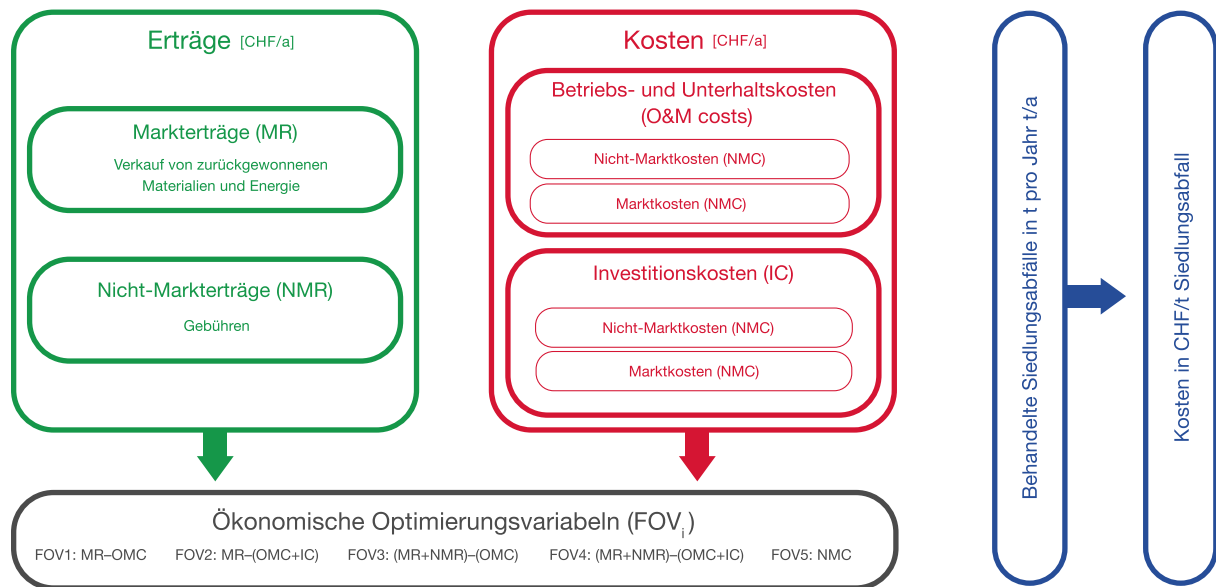 Erträge [CHF/a]
Markterträge (MR)
Verkauf von zurückgewonnenen
Materialien und Energie
Nicht-Markterträge (NMR)
Gebühren
Kosten [CHF/a]
Betriebs- und Unterhaltskosten
(O&M costs)
Nicht-Marktkosten (NMC)
Marktkosten (NMC)
Investitionskosten (IC)
Nicht-Marktkosten (NMC)
Marktkosten (NMC)
Behandelte Siedlungsabfälle in t pro Jahr t/a
Kosten in CHF/t Siedlungsabfall
Ökonomische Optimierungsvariabeln (FOVi)
FOV1: MR–OMC FOV2: MR–(OMC+IC) FOV3: (MR+NMR)–(OMC) FOV4: (MR+NMR)–(OMC+IC) FOV5: NMC